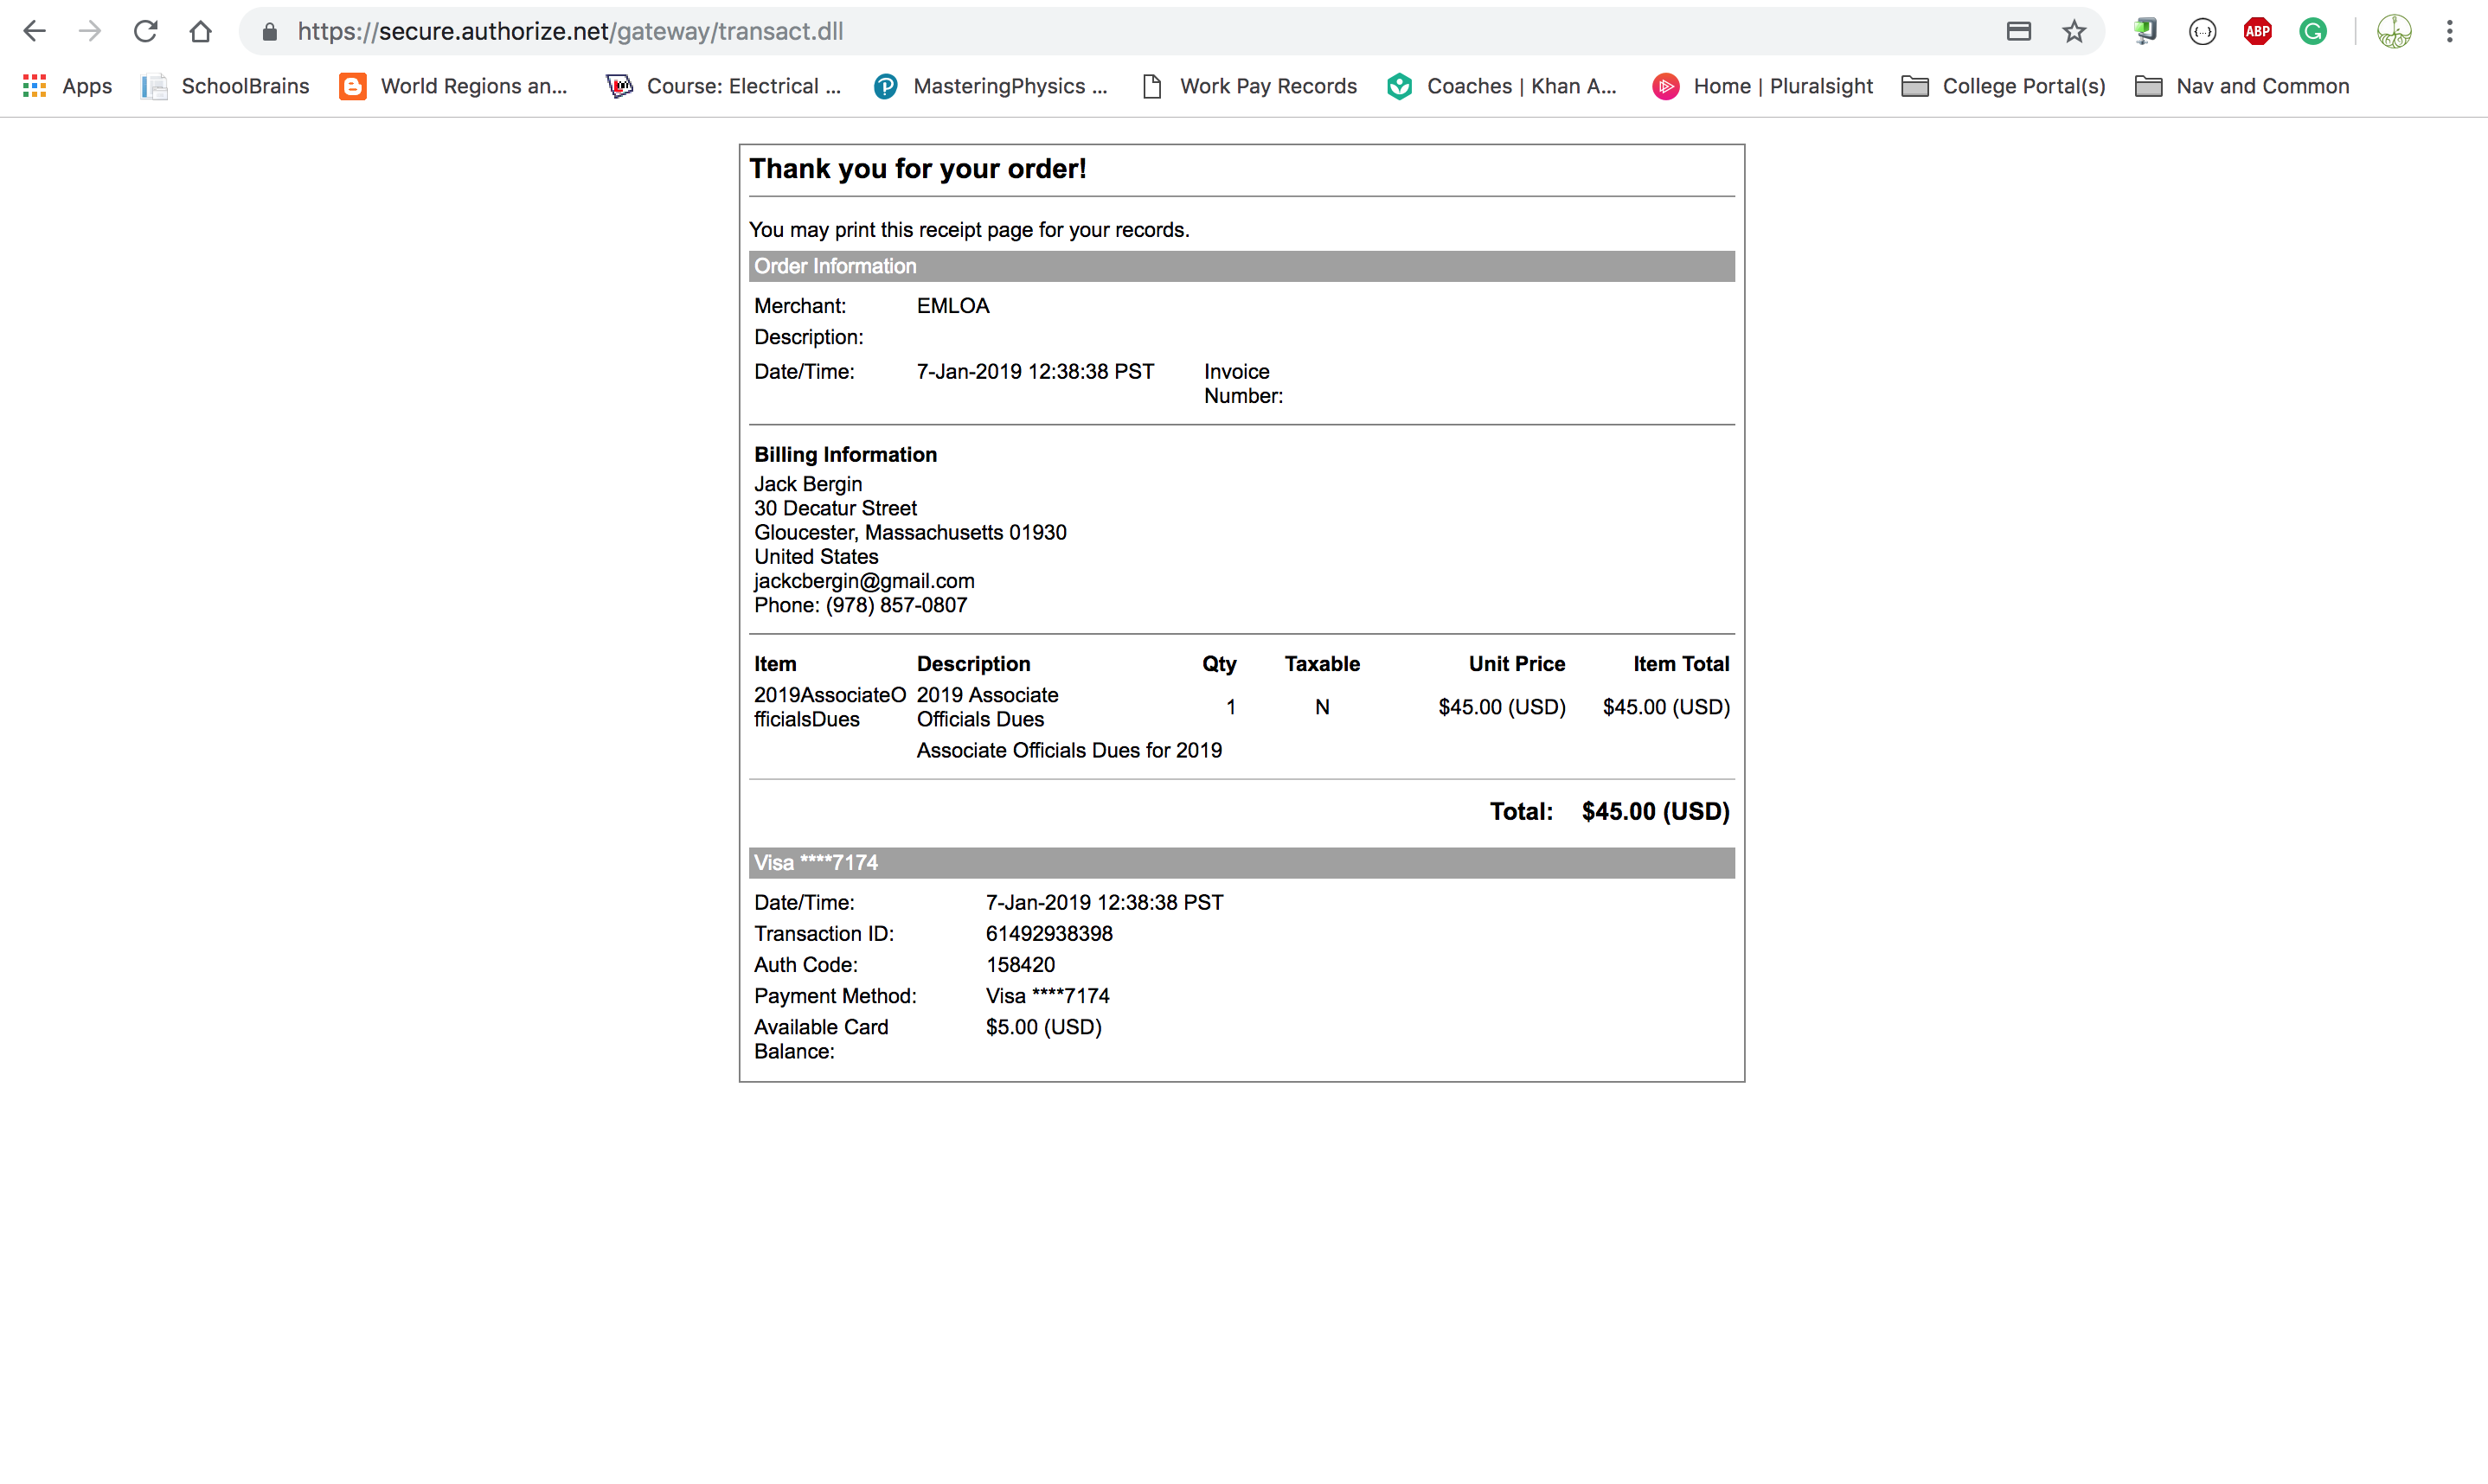 https://secure.authorize.net/gateway/transact.dll
ABP
Apps SchoolBrains World Regions an... Course: Electrical ... MasteringPhysics ... Work Pay Records Coaches | Khan A... Home | Pluralsight College Portal(s) Nav and Common
Thank you for your order!
You may print this receipt page for your records.
Order Information
Merchant: EMLOA
Description:
Date/Time: 7-Jan-2019 12:38:38 PST Invoice
Number:
Billing Information
Jack Bergin
30 Decatur Street
Gloucester, Massachusetts 01930
United States
jackcbergin@gmail.com
Phone: (978) 857-0807
Item Description Qty Taxable Unit Price Item Total
2019AssociateO 2019 Associate
1 N $45.00 (USD) $45.00 (USD)
fficialsDues Officials Dues
Associate Officials Dues for 2019
Total: $45.00 (USD)
Visa ****7174
Date/Time: 7-Jan-2019 12:38:38 PST
Transaction ID: 61492938398
Auth Code: 158420
Payment Method: Visa ****7174
Available Card $5.00 (USD)
Balance: